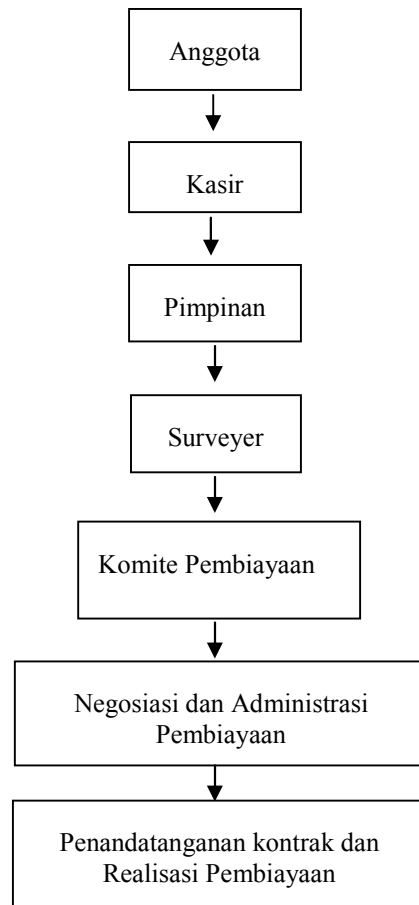 Anggota
Kasir
Pimpinan
Surveyer
Komite Pembiayaan
Negosiasi dan Administrasi
Pembiayaan
Penandatanganan kontrak dan
Realisasi Pembiayaan